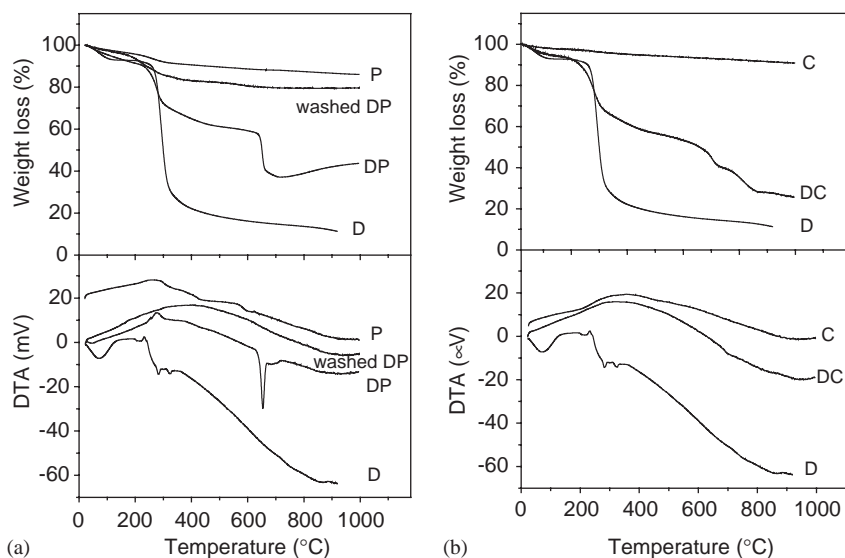 Weight loss (%)
100
80
60
40
20
0
P
washed DP
DP
D
DTA (mV)
20
0
-20
-40
-60
P
washed DP
DP
D
0 200 400 600 800 1000
Temperature (°C)
(a)
Weight loss (%)
100
80
60
40
20
0
C
DC
D
DTA (∝V)
20
0
-20
-40
-60
C
DC
D
0 200 400 600 800 1000
Temperature (°C)
(b)